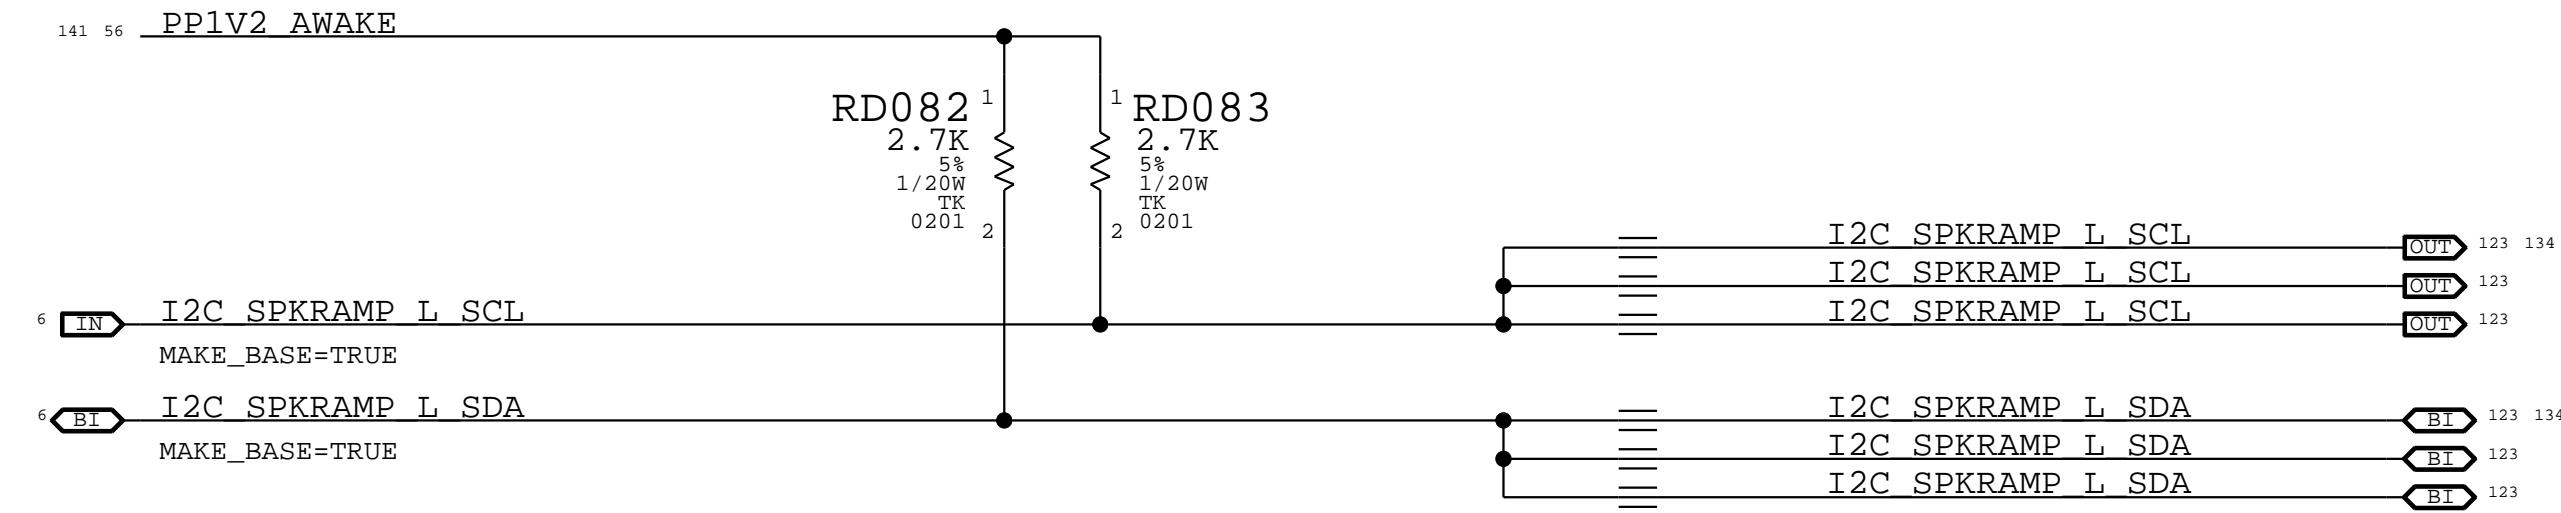 141 56 PP1V2_AWAKE
RD082 1
2.7K
5%
1/20W
TK
0201
2
1 RD083
2.7K
5%
1/20W
TK
0201
2
I2C_SPKRAMP_L_SCL OUT 123 134
I2C_SPKRAMP_L_SCL OUT 123
6 IN I2C_SPKRAMP_L_SCL
I2C_SPKRAMP_L_SCL OUT 123
MAKE_BASE=TRUE
6 BI I2C_SPKRAMP_L_SDA
I2C_SPKRAMP_L_SDA BI 123 134
MAKE_BASE=TRUE
I2C_SPKRAMP_L_SDA BI 123
I2C_SPKRAMP_L_SDA BI 123